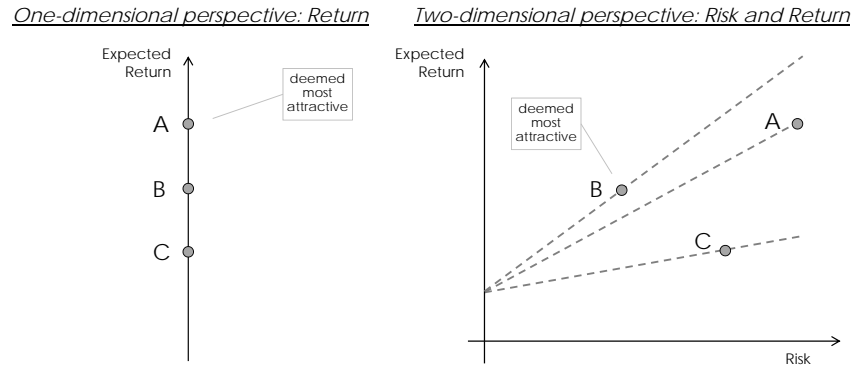 One-dimensional perspective: Return
Expected
Return
deemed
most
attractive
A
B
C
Two-dimensional perspective: Risk and Return
Expected
Return
deemed
most
attractive
A
B
C
Risk